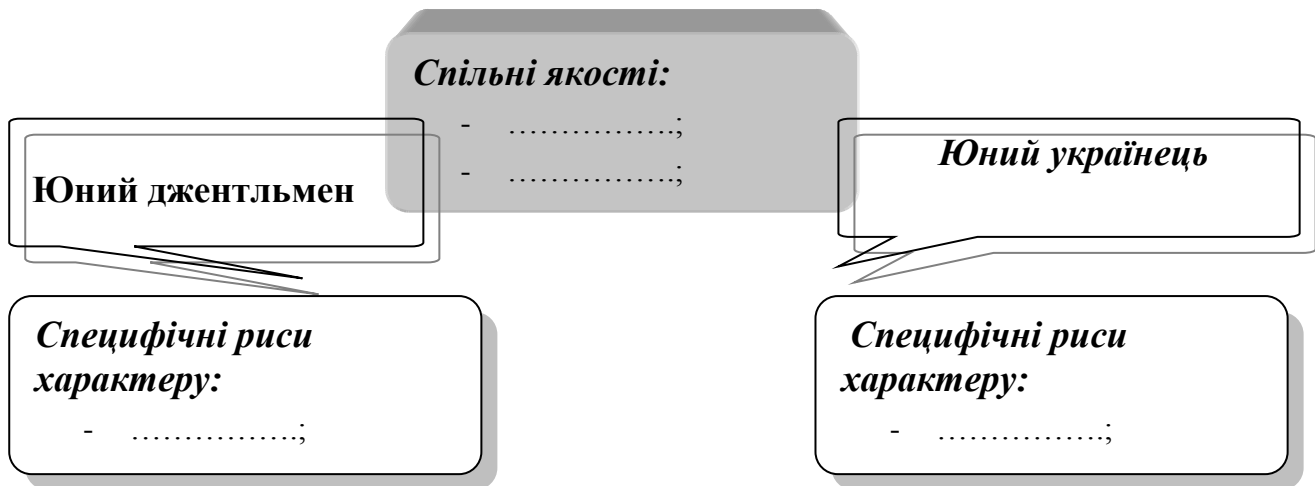 Спільні якості:
- …………….;
- …………….;
Юний джентльмен
Юний українець
Специфічні риси
характеру:
- …………….;
Специфічні риси
характеру:
- …………….;